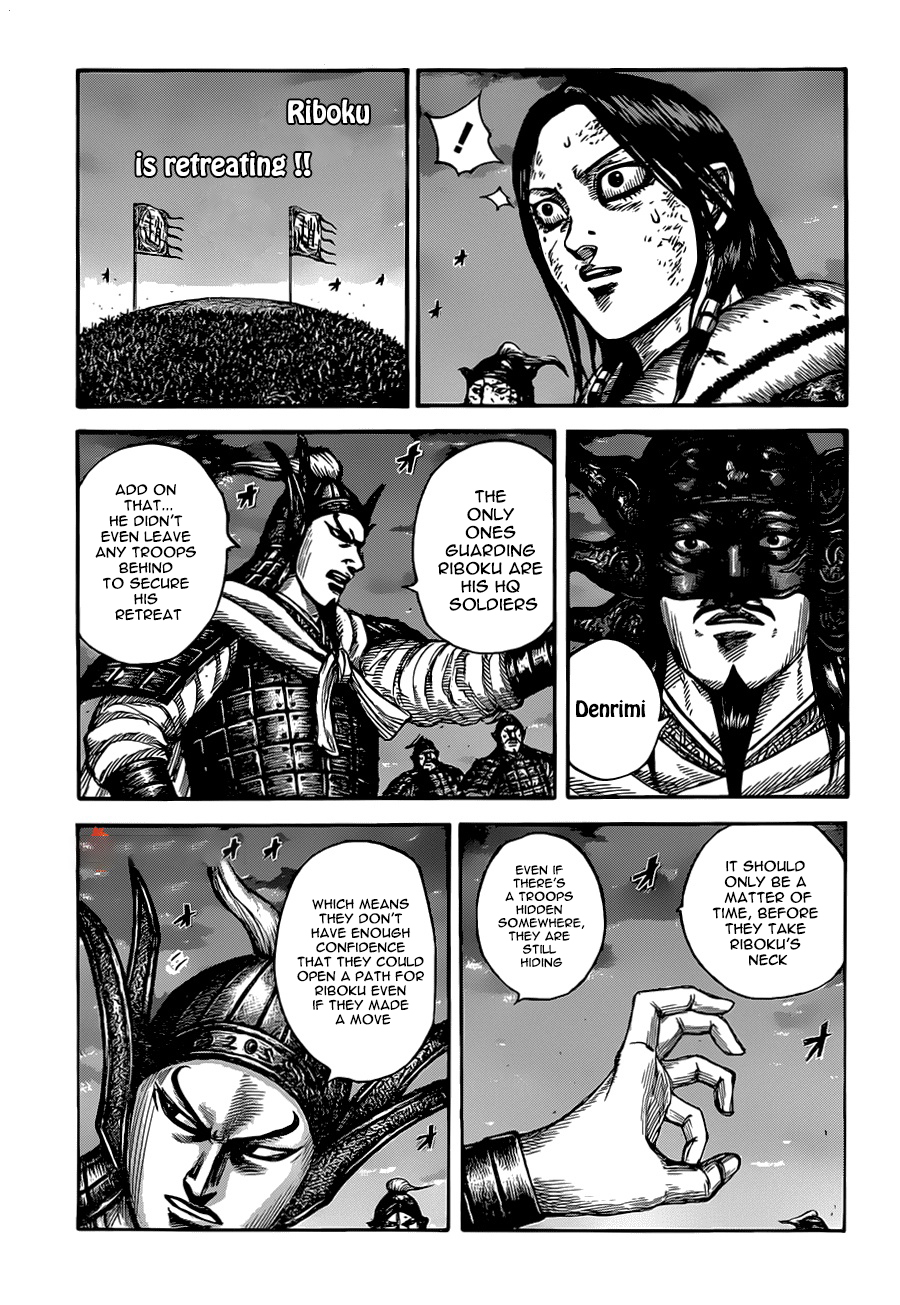 !
Riboku
is retreating !!
Denrimi
THE
ONLY
ONES
GUARDING
RIBOKU ARE
HIS HQ
SOLDIERS
ADD ON
THAT...
HE DIDN'T
EVEN LEAVE
ANY TROOPS
BEHIND
TO SECURE
HIS
RETREAT
IT SHOULD
ONLY BE A
MATTER OF
TIME, BEFORE
THEY TAKE
RIBOKU'S
NECK
EVEN IF
THERE'S
A TROOPS
HIDDEN
SOMEWHERE,
THEY ARE
STILL
HIDING
WHICH MEANS
THEY DON'T
HAVE ENOUGH
CONFIDENCE
THAT THEY COULD
OPEN A PATH FOR
RIBOKU EVEN
IF THEY MADE
A MOVE